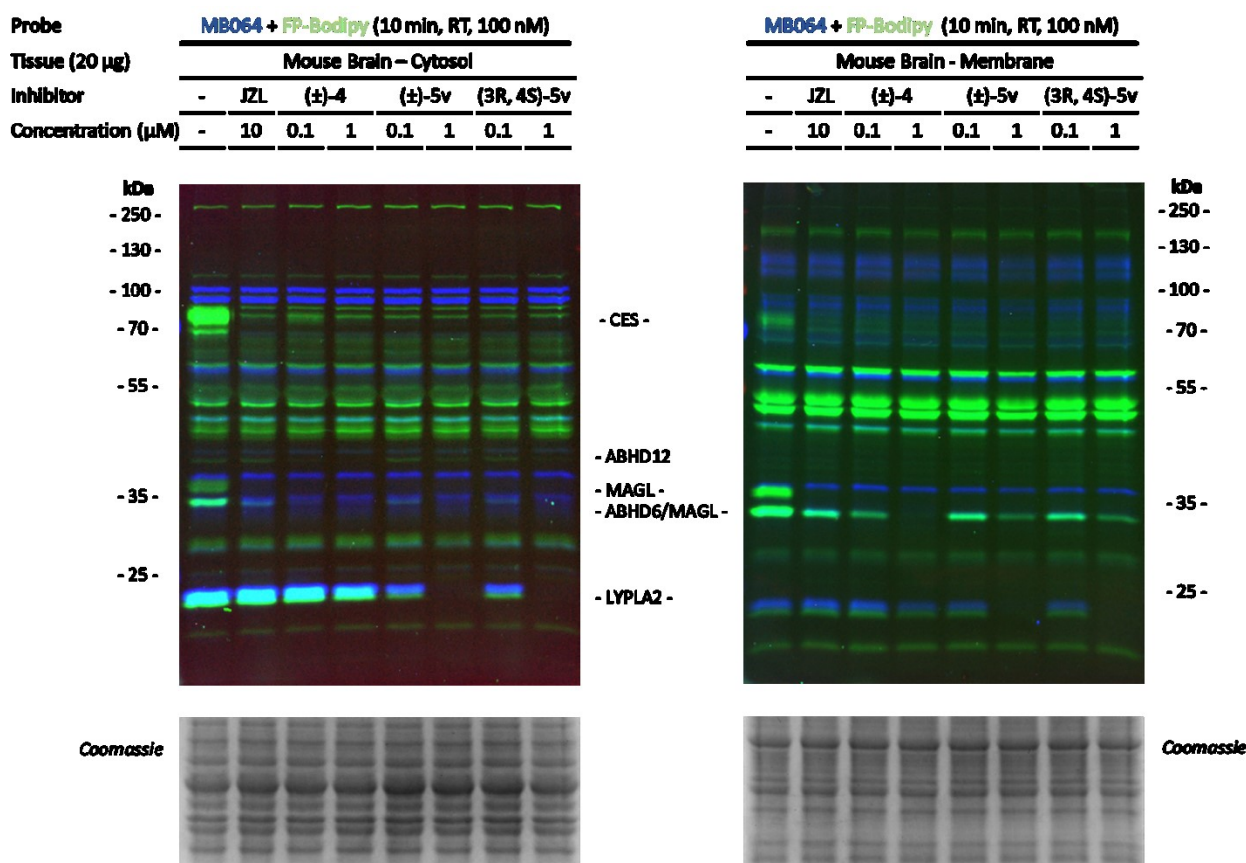 Probe MB064 + FP-Bodipy (10 min, RT, 100 nM) MB064 + FP-Bodipy (10 min, RT, 100 nM)
Tissue (20 µg) Mouse Brain – Cytosol Mouse Brain - Membrane
Inhibitor - JZL (±)-4 (±)-5v (3R, 4S)-5v - JZL (±)-4 (±)-5v (3R, 4S)-5v
Concentration (µM) - 10 0.1 1 0.1 1 0.1 1 - 10 0.1 1 0.1 1 0.1 1
kDa kDa
- 250 - - 250 -
- 130 - - 130 -
- 100 - - 100 -
- CES -
- 70 - - 70 -
- 55 - - 55 -
- ABHD12
- 35 - - MAGL - - 35 -
- ABHD6/MAGL -
- 25 - - 25 -
- LYPLA2 -
Coomassie Coomassie